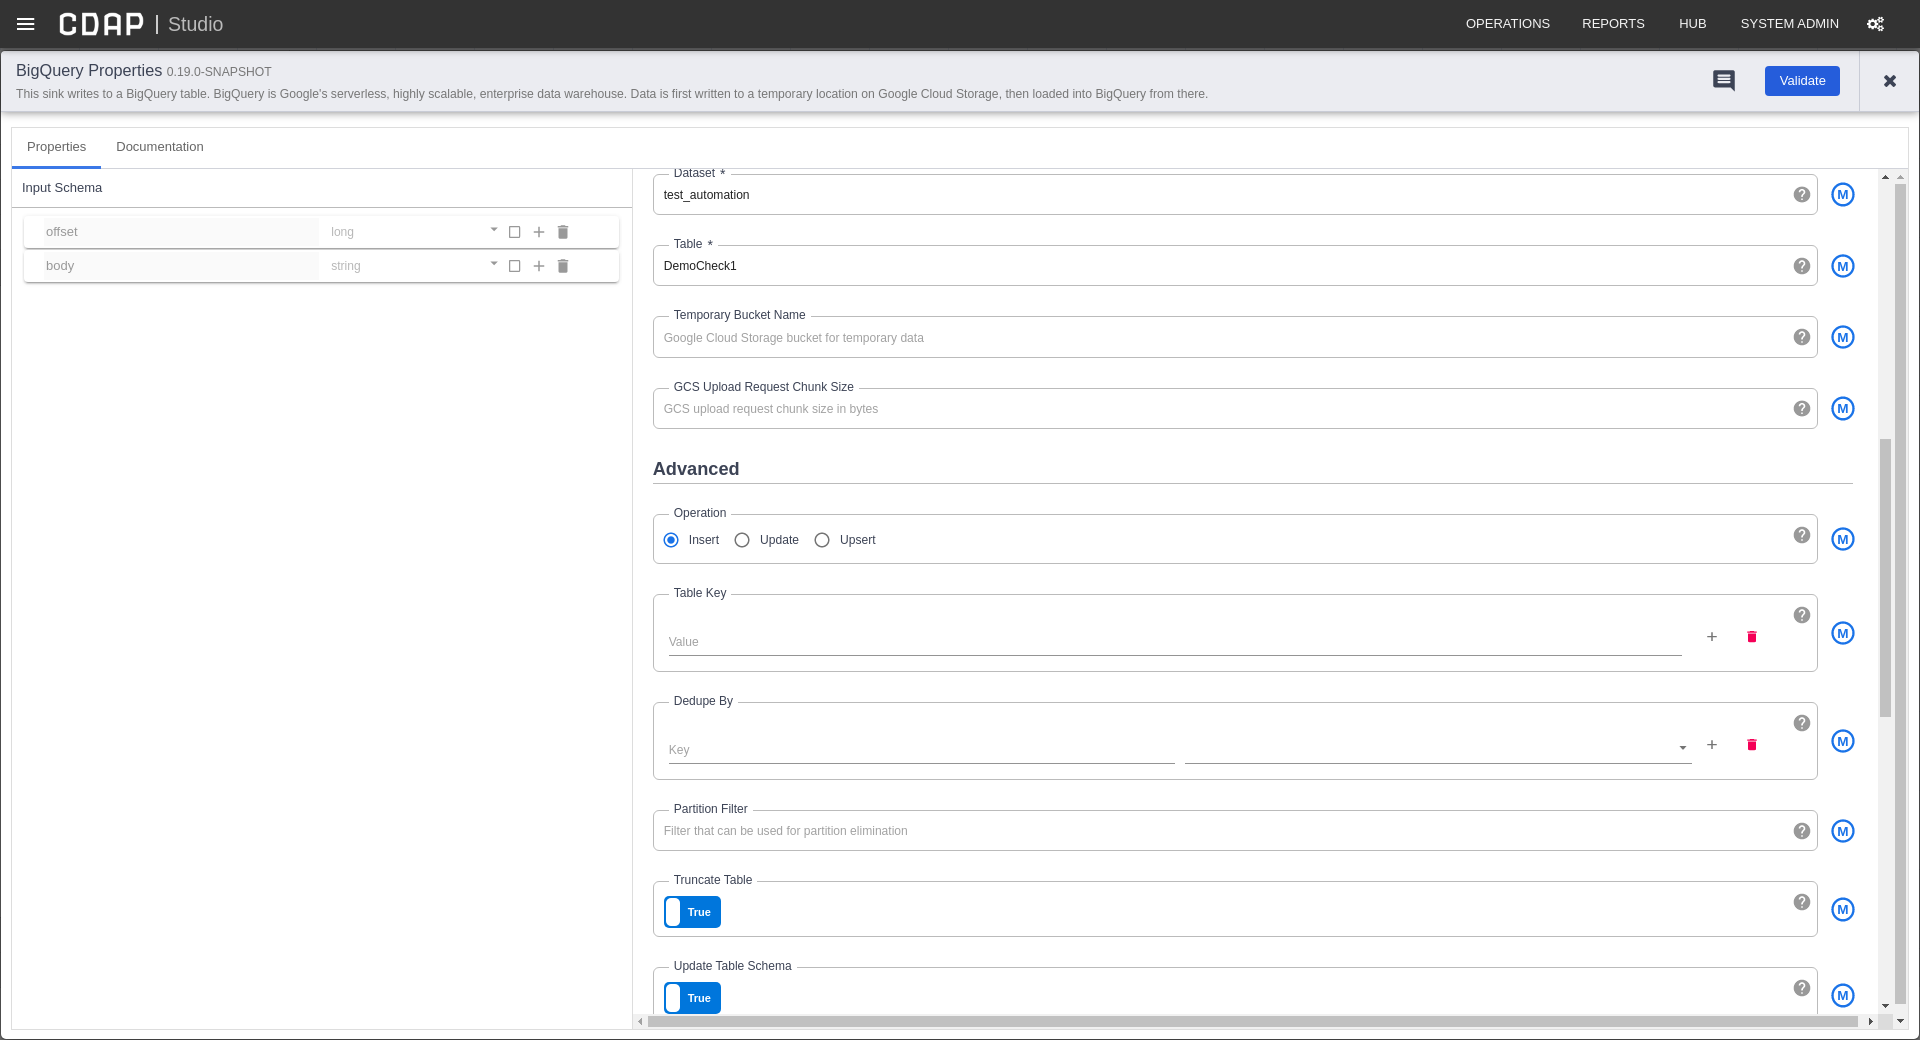 CDAP | Studio
OPERATIONS REPORTS HUB SYSTEM ADMIN
BigQuery Properties 0.19.0-SNAPSHOT
This sink writes to a BigQuery table. BigQuery is Google's serverless, highly scalable, enterprise data warehouse. Data is first written to a temporary location on Google Cloud Storage, then loaded into BigQuery from there.
Validate
Properties Documentation
Input Schema
offset long
body string
Dataset *
test_automation
M
Table *
DemoCheck1
M
Temporary Bucket Name
Google Cloud Storage bucket for temporary data
M
GCS Upload Request Chunk Size
GCS upload request chunk size in bytes
M
Advanced
Operation
Insert Update Upsert
M
Table Key
Value
M
Dedupe By
Key
M
Partition Filter
Filter that can be used for partition elimination
M
Truncate Table
True
M
Update Table Schema
True
M